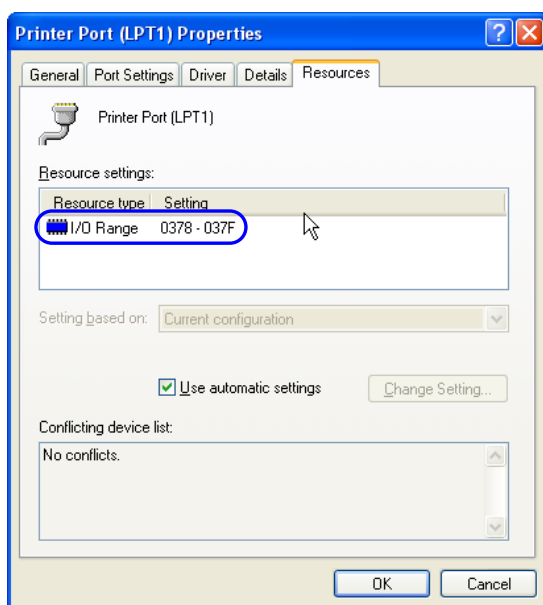 Printer Port (LPT1) Properties
General Port Settings Driver Details Resources
Printer Port (LPT1)
Resource settings:
Resource type Setting
I/O Range 0378 - 037F
Setting based on: Current configuration
Use automatic settings Change Setting...
Conflicting device list:
No conflicts.
OK Cancel